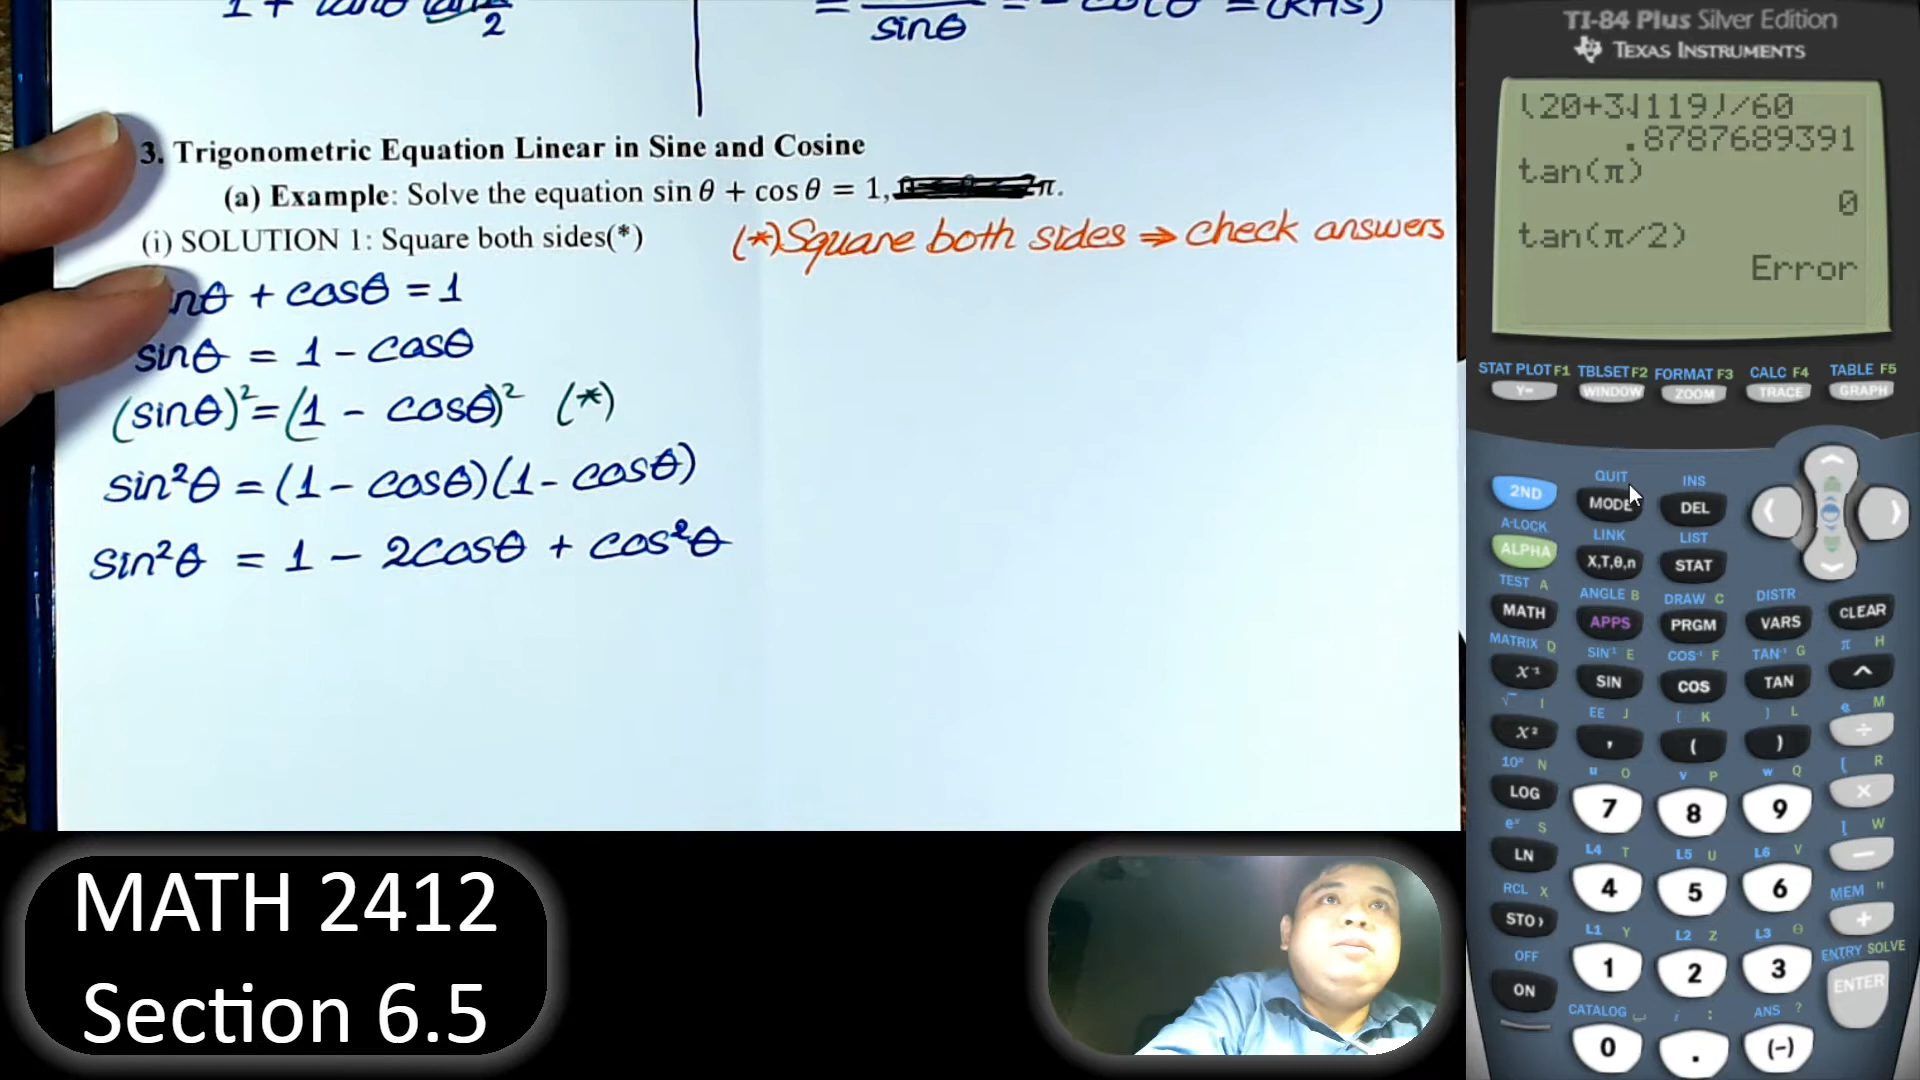 1 + tanθ tan θ/2
= ‾‾‾ sinθ = - cotθ = (RHS)
3. Trigonometric Equation Linear in Sine and Cosine
(a) Example: Solve the equation sin θ + cos θ = 1, π.
(i) SOLUTION 1: Square both sides(*)
(*)Square both sides ⇒ check answers
nθ + cosθ = 1
sinθ = 1 - cosθ
(sinθ)² = (1 - cosθ)² (*)
sin²θ = (1 - cosθ)(1 - cosθ)
sin²θ = 1 - 2cosθ + cos²θ
MATH 2412
Section 6.5
TI-84 Plus Silver Edition
TEXAS INSTRUMENTS
(20+3√119)/60
.8787689391
tan(π)
0
tan(π/2)
Error
STAT PLOT F1 TBLSET F2 FORMAT F3 CALC F4 TABLE F5
Y= WINDOW ZOOM TRACE GRAPH
QUIT INS
2ND MODE DEL
A-LOCK LINK LIST
ALPHA X,T,θ,n STAT
TEST A ANGLE B DRAW C DISTR
MATH APPS PRGM VARS CLEAR
MATRIX D SIN⁻¹ E COS⁻¹ F TAN⁻¹ G π H
X⁻¹ SIN COS TAN ^
√ I EE J { K } L e M
X² , ( ) ÷
10ˣ N u O v P w Q [ R
LOG 7 8 9 ×
eˣ S L4 T L5 U L6 V ] W
LN 4 5 6 −
RCL X L1 Y L2 Z L3 θ MEM "
STO› 1 2 3 +
OFF CATALOG ⎵ i : ANS ? ENTRY SOLVE
ON 0 . (-) ENTER